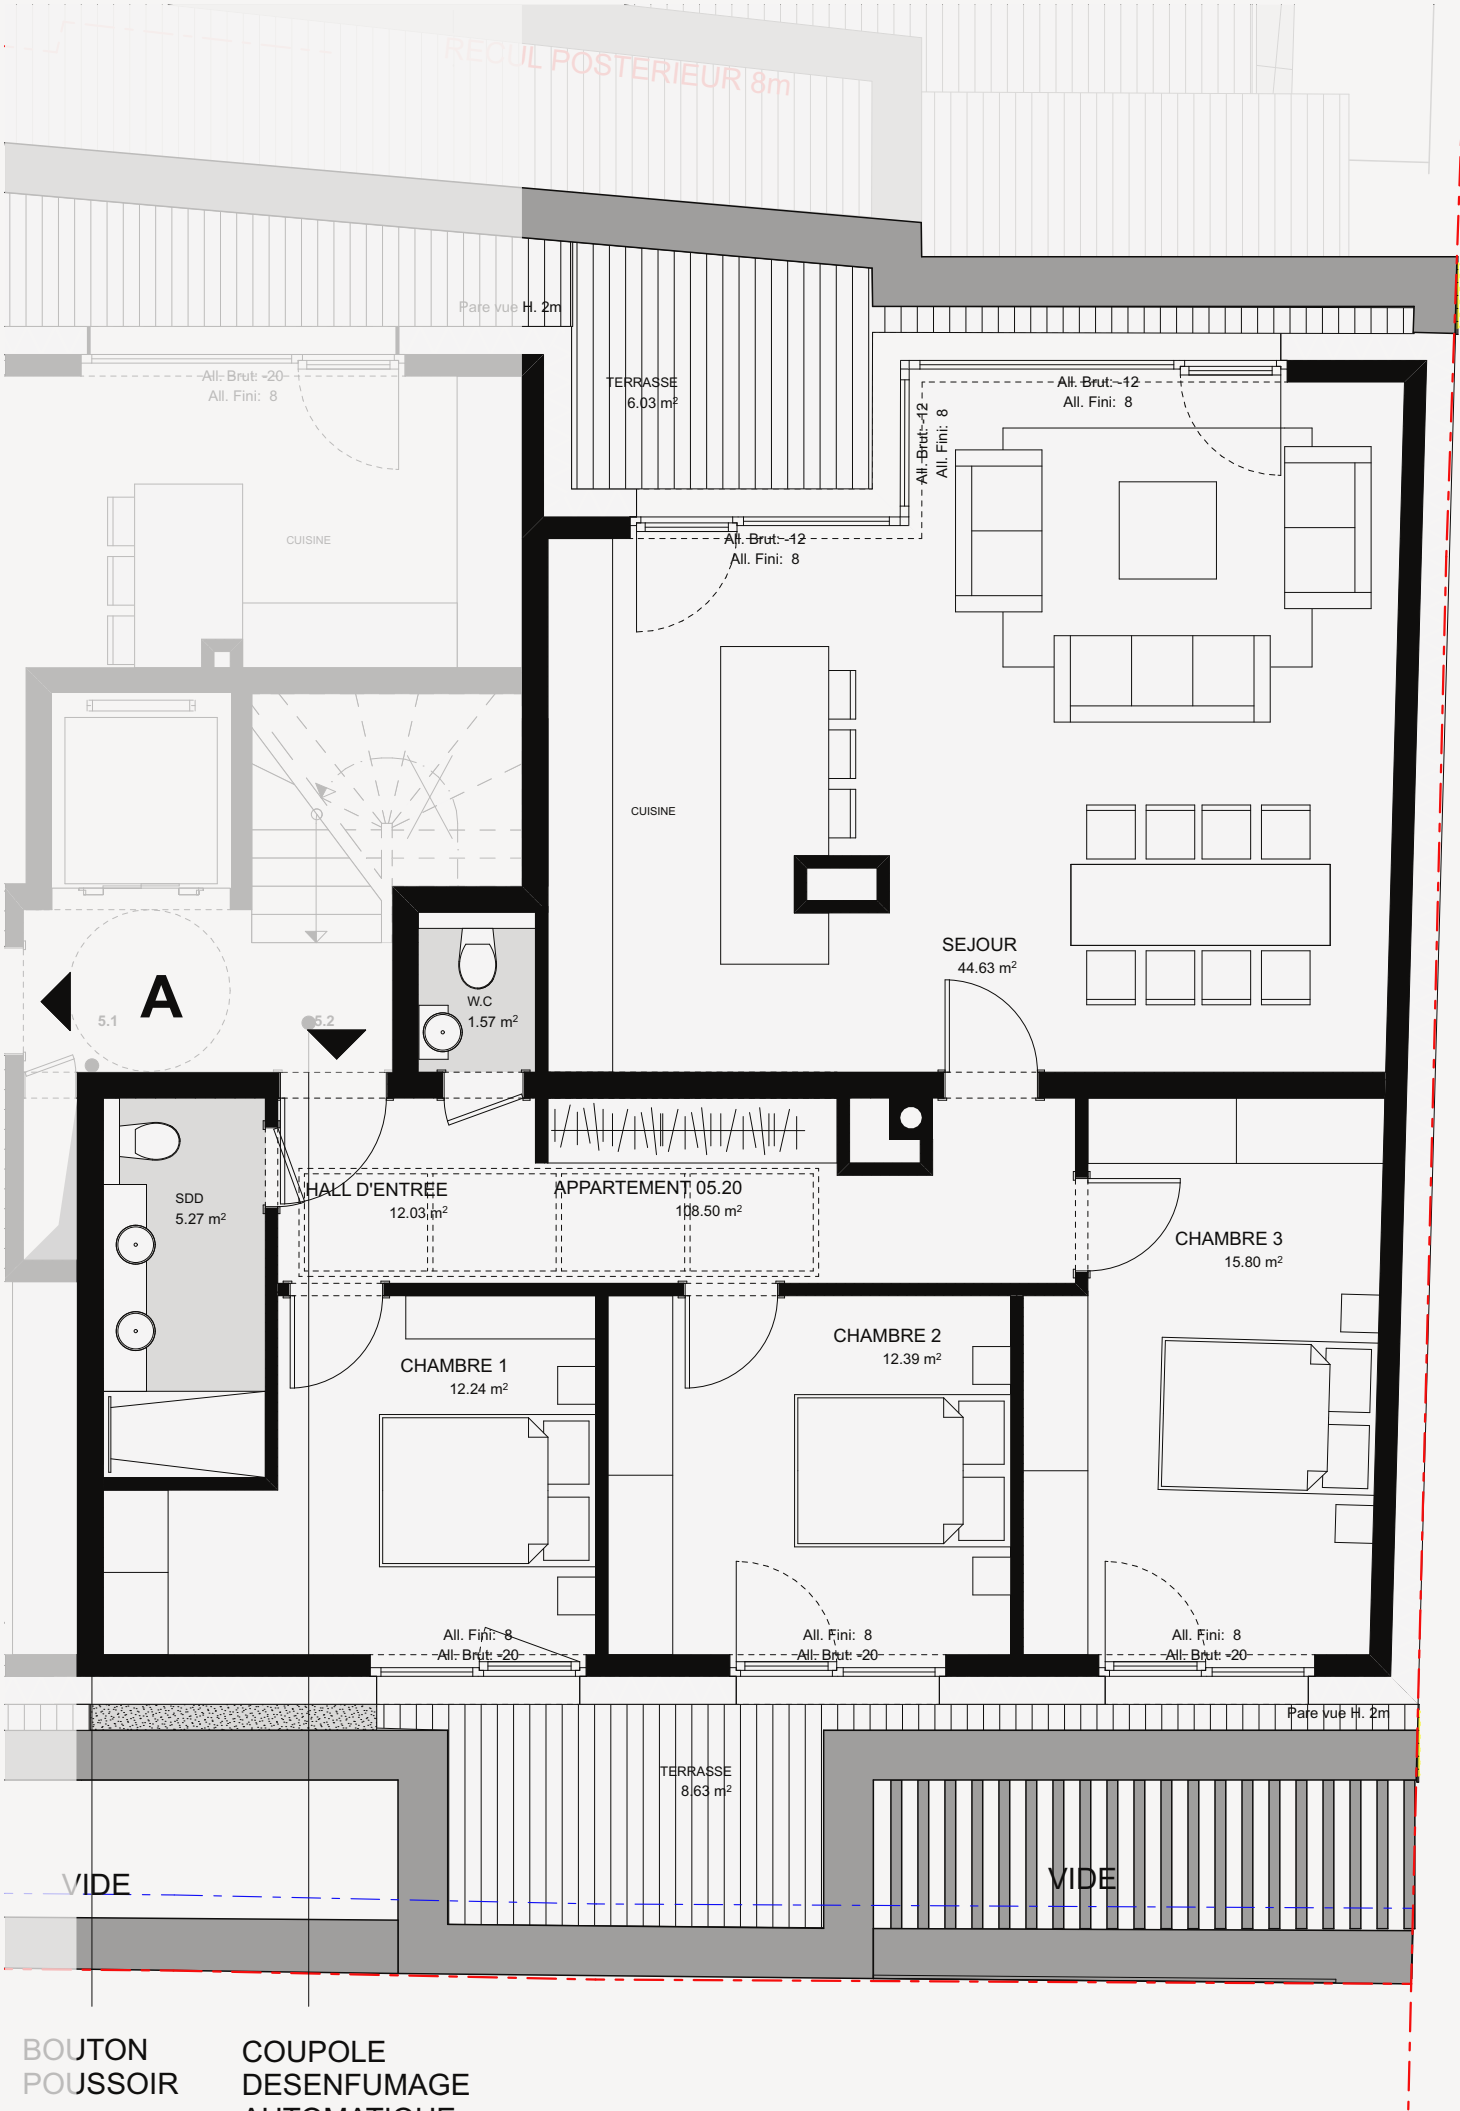 RECUL POSTERIEUR 8m
Pare vue H. 2m
All. Brut: -20
All. Fini: 8
TERRASSE
6.03 m²
All. Brut: -12
All. Fini: 8
All. Brut: -12
All. Fini: 8
CUISINE
All. Brut: -12
All. Fini: 8
CUISINE
SEJOUR
44.63 m²
A
W.C
1.57 m²
5.1
5.2
HALL D'ENTREE
12.03 m²
APPARTEMENT 05.20
108.50 m²
SDD
5.27 m²
CHAMBRE 3
15.80 m²
CHAMBRE 2
12.39 m²
CHAMBRE 1
12.24 m²
All. Fini: 8
All. Brut: -20
All. Fini: 8
All. Brut: -20
All. Fini: 8
All. Brut: -20
Pare vue H. 2m
TERRASSE
8.63 m²
VIDE
VIDE
BOUTON
POUSSOIR
COUPOLE
DESENFUMAGE
AUTOMATIQUE